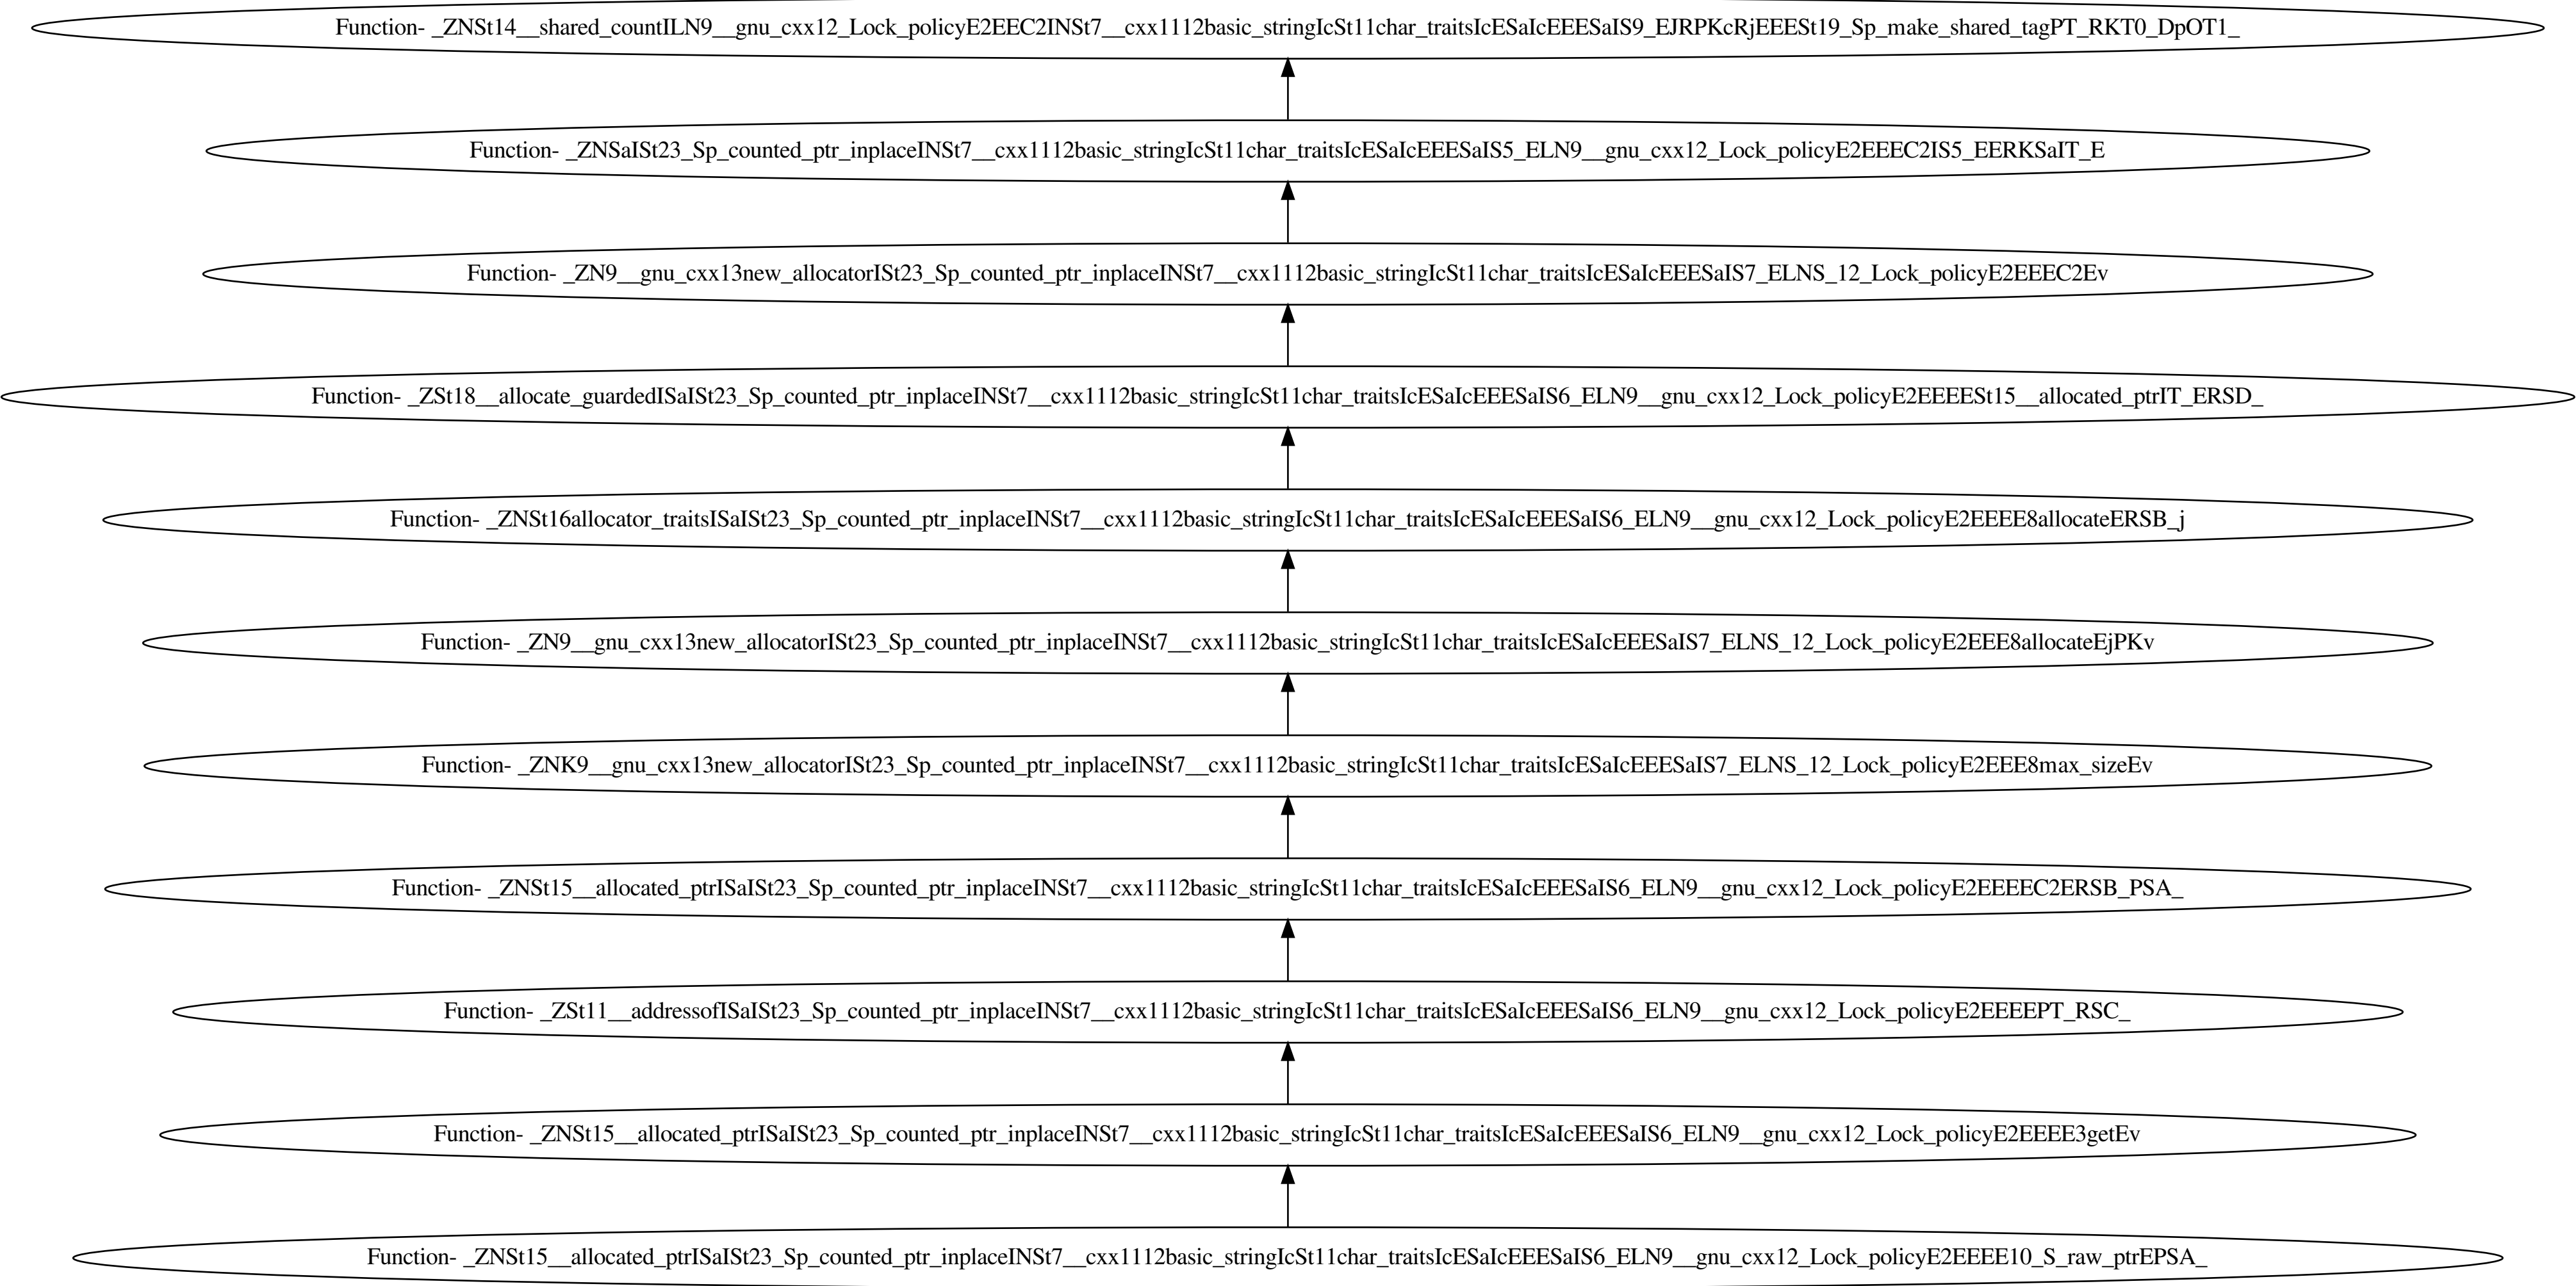 Function- _ZNSt14__shared_countILN9__gnu_cxx12_Lock_policyE2EEC2INSt7__cxx1112basic_stringIcSt11char_traitsIcESaIcEEESaIS9_EJRPKcRjEEESt19_Sp_make_shared_tagPT_RKT0_DpOT1_
Function- _ZNSaISt23_Sp_counted_ptr_inplaceINSt7__cxx1112basic_stringIcSt11char_traitsIcESaIcEEESaIS5_ELN9__gnu_cxx12_Lock_policyE2EEEC2IS5_EERKSaIT_E
Function- _ZN9__gnu_cxx13new_allocatorISt23_Sp_counted_ptr_inplaceINSt7__cxx1112basic_stringIcSt11char_traitsIcESaIcEEESaIS7_ELNS_12_Lock_policyE2EEEC2Ev
Function- _ZSt18__allocate_guardedISaISt23_Sp_counted_ptr_inplaceINSt7__cxx1112basic_stringIcSt11char_traitsIcESaIcEEESaIS6_ELN9__gnu_cxx12_Lock_policyE2EEEESt15__allocated_ptrIT_ERSD_
Function- _ZNSt16allocator_traitsISaISt23_Sp_counted_ptr_inplaceINSt7__cxx1112basic_stringIcSt11char_traitsIcESaIcEEESaIS6_ELN9__gnu_cxx12_Lock_policyE2EEEE8allocateERSB_j
Function- _ZN9__gnu_cxx13new_allocatorISt23_Sp_counted_ptr_inplaceINSt7__cxx1112basic_stringIcSt11char_traitsIcESaIcEEESaIS7_ELNS_12_Lock_policyE2EEE8allocateEjPKv
Function- _ZNK9__gnu_cxx13new_allocatorISt23_Sp_counted_ptr_inplaceINSt7__cxx1112basic_stringIcSt11char_traitsIcESaIcEEESaIS7_ELNS_12_Lock_policyE2EEE8max_sizeEv
Function- _ZNSt15__allocated_ptrISaISt23_Sp_counted_ptr_inplaceINSt7__cxx1112basic_stringIcSt11char_traitsIcESaIcEEESaIS6_ELN9__gnu_cxx12_Lock_policyE2EEEEC2ERSB_PSA_
Function- _ZSt11__addressofISaISt23_Sp_counted_ptr_inplaceINSt7__cxx1112basic_stringIcSt11char_traitsIcESaIcEEESaIS6_ELN9__gnu_cxx12_Lock_policyE2EEEEPT_RSC_
Function- _ZNSt15__allocated_ptrISaISt23_Sp_counted_ptr_inplaceINSt7__cxx1112basic_stringIcSt11char_traitsIcESaIcEEESaIS6_ELN9__gnu_cxx12_Lock_policyE2EEEE3getEv
Function- _ZNSt15__allocated_ptrISaISt23_Sp_counted_ptr_inplaceINSt7__cxx1112basic_stringIcSt11char_traitsIcESaIcEEESaIS6_ELN9__gnu_cxx12_Lock_policyE2EEEE10_S_raw_ptrEPSA_